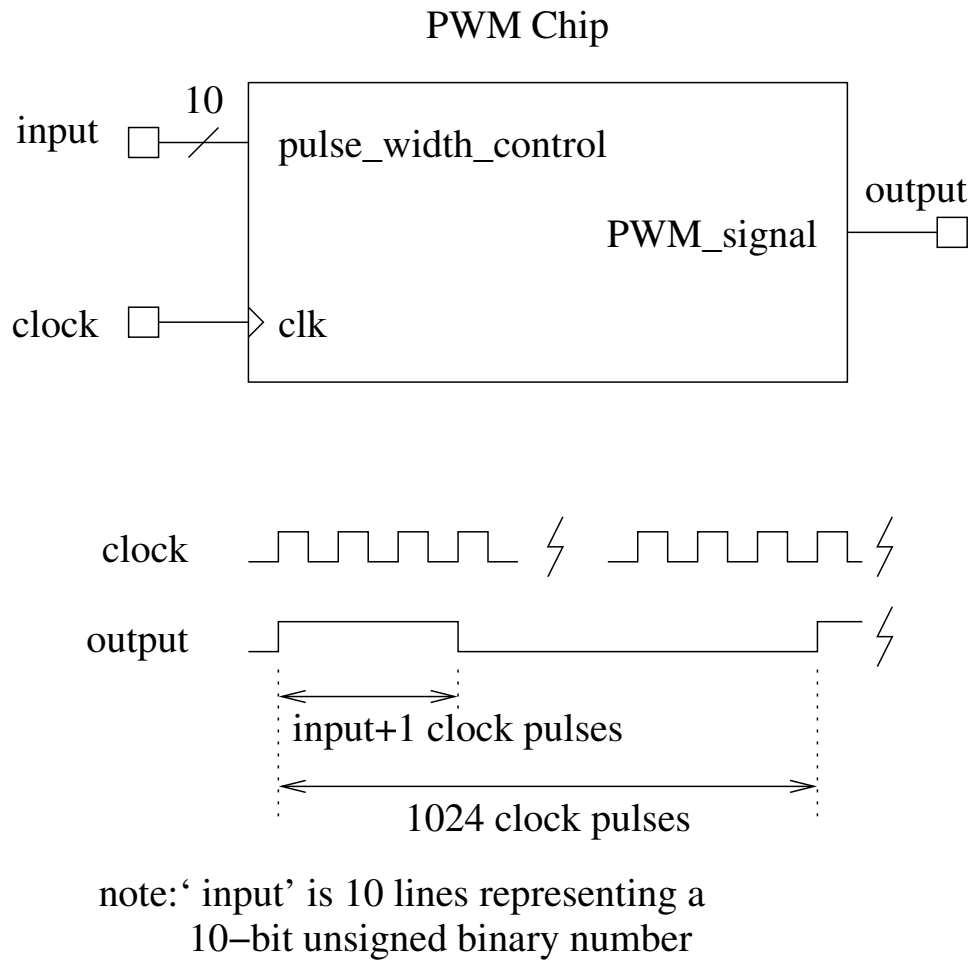 PWM Chip
10
input
pulse_width_control
output
PWM_signal
clock
clk
clock
output
input+1 clock pulses
1024 clock pulses
note:‘ input’ is 10 lines representing a
10−bit unsigned binary number